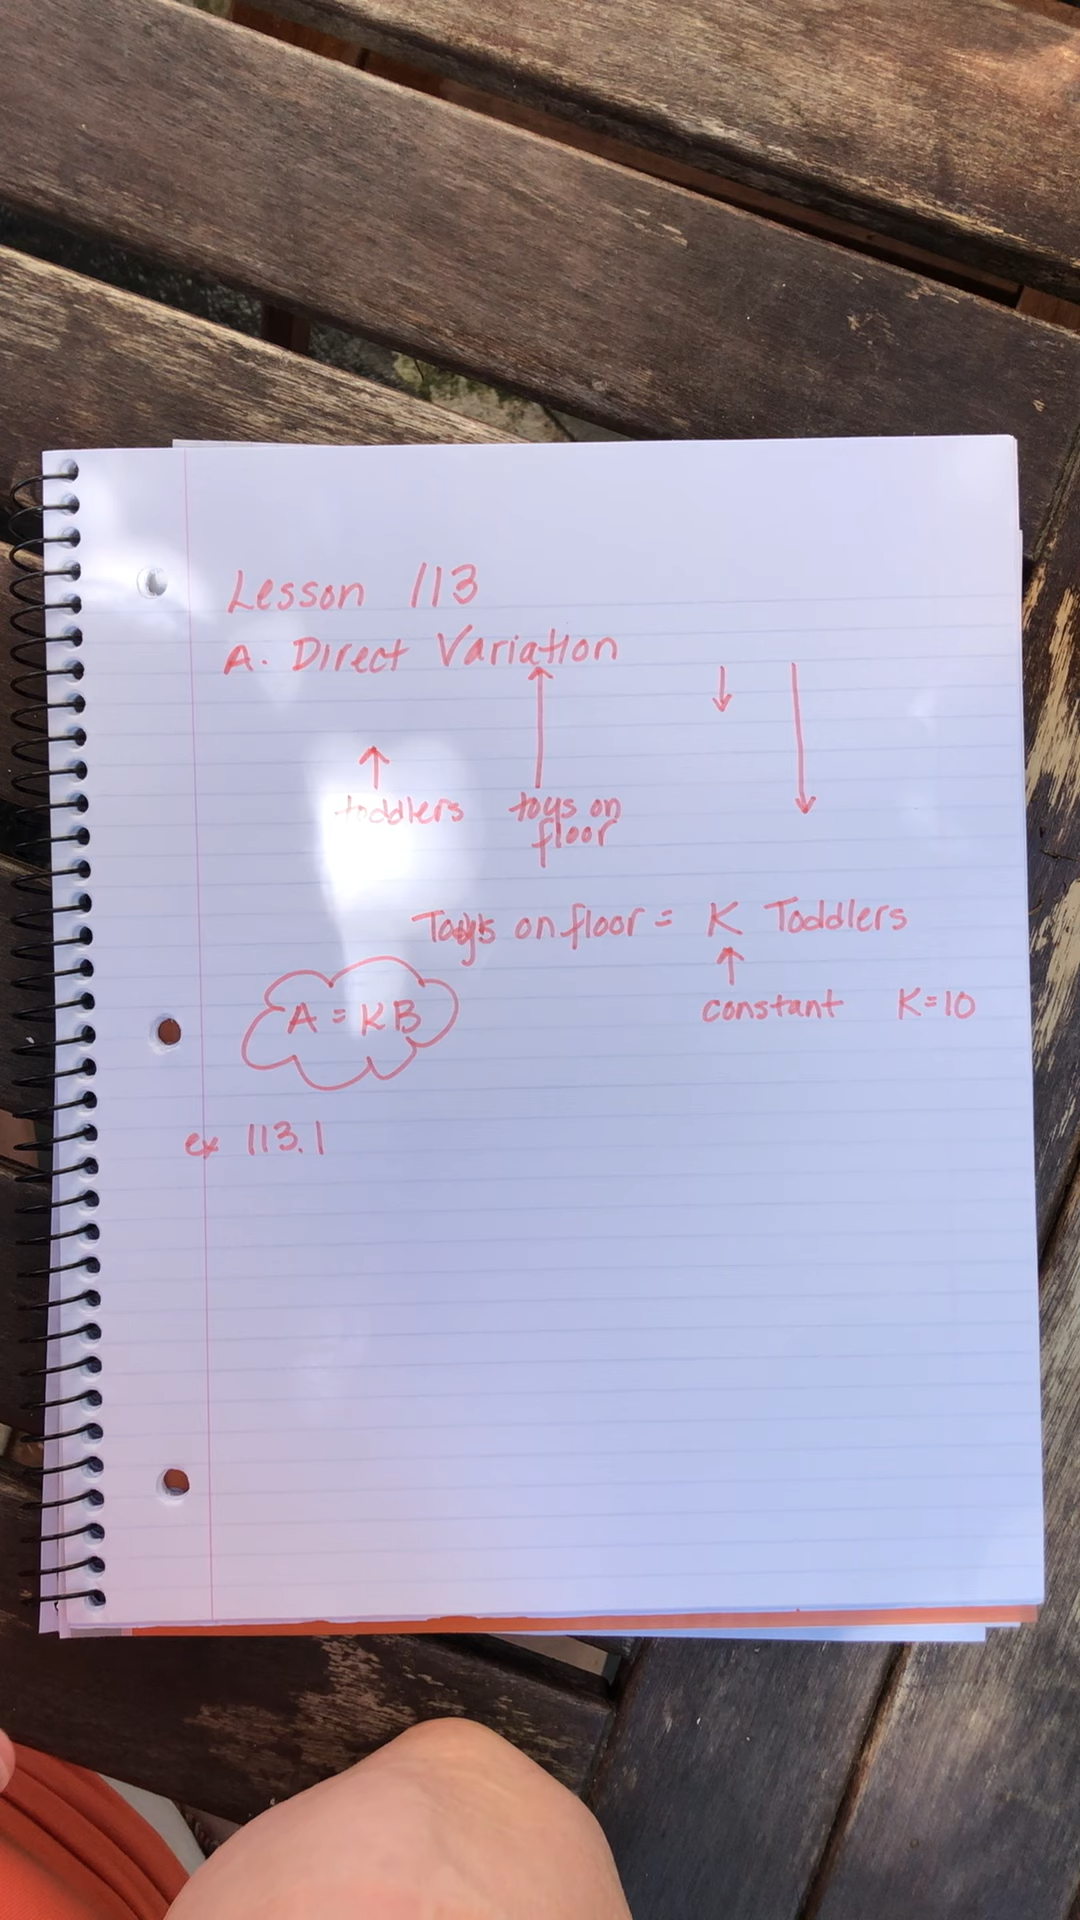 Lesson 113
A. Direct Variation
toddlers toys on
floor
Toys on floor = K Toddlers
A = KB
constant K=10
ex 113.1